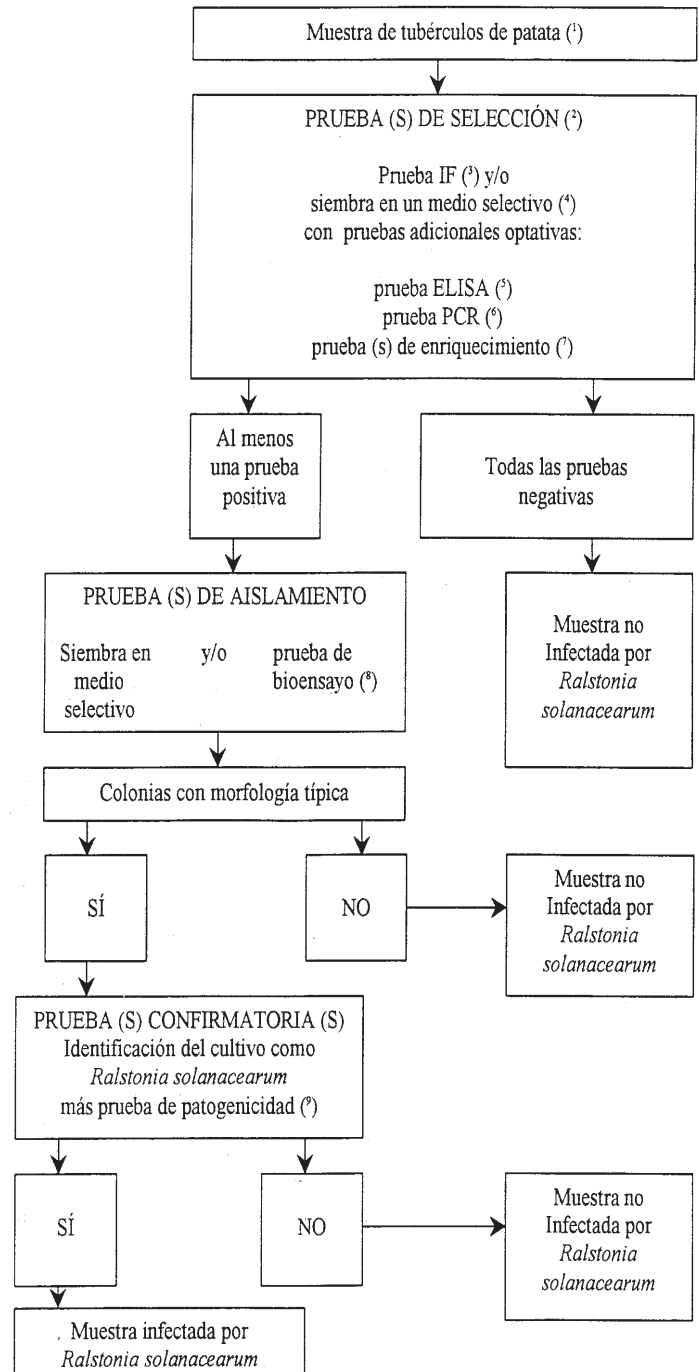 Muestra de tubérculos de patata (¹)
PRUEBA (S) DE SELECCIÓN (²)
Prueba IF (³) y/o
siembra en un medio selectivo (⁴)
con pruebas adicionales optativas:
prueba ELISA (⁵)
prueba PCR (⁶)
prueba (s) de enriquecimiento (⁷)
Al menos
una prueba
positiva
Todas las pruebas
negativas
PRUEBA (S) DE AISLAMIENTO
Siembra en y/o prueba de
medio bioensayo (⁸)
selectivo
Muestra no
Infectada por
Ralstonia
solanacearum
Colonias con morfología típica
SÍ
NO
Muestra no
Infectada por
Ralstonia
solanacearum
PRUEBA (S) CONFIRMATORIA (S)
Identificación del cultivo como
Ralstonia solanacearum
más prueba de patogenicidad (⁹)
SÍ
NO
Muestra no
Infectada por
Ralstonia
solanacearum
Muestra infectada por
Ralstonia solanacearum